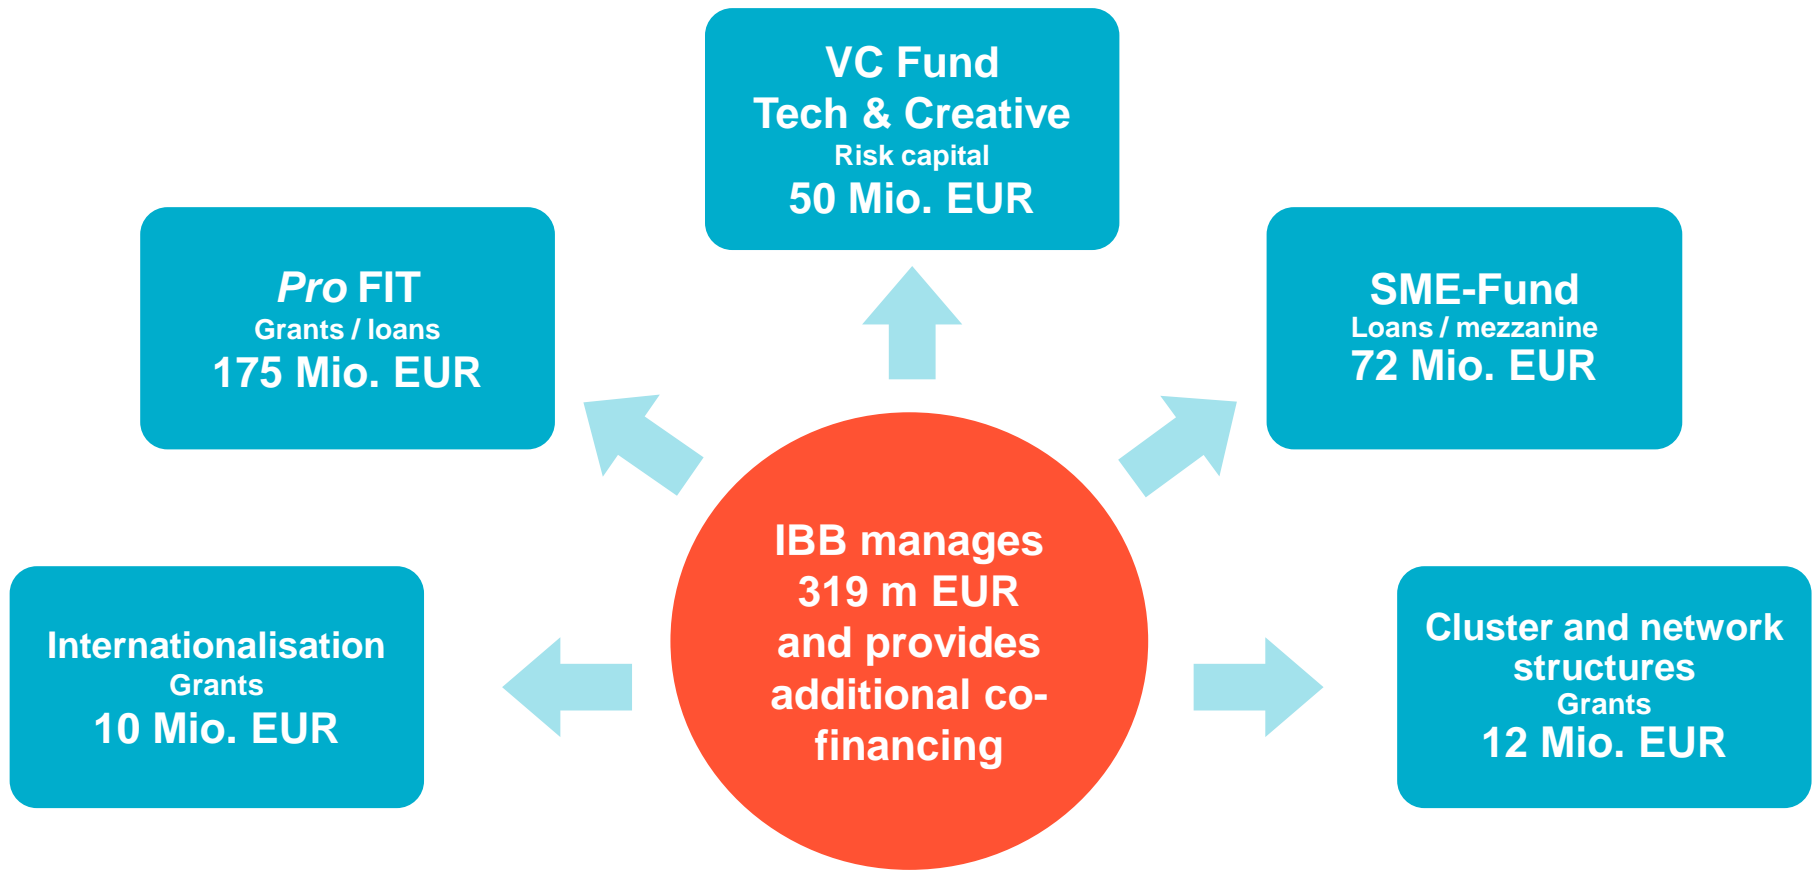 VC Fund
Tech & Creative
Risk capital
50 Mio. EUR
Pro FIT
Grants / loans
175 Mio. EUR
SME-Fund
Loans / mezzanine
72 Mio. EUR
IBB manages
319 m EUR
and provides
additional co-
financing
Internationalisation
Grants
10 Mio. EUR
Cluster and network
structures
Grants
12 Mio. EUR